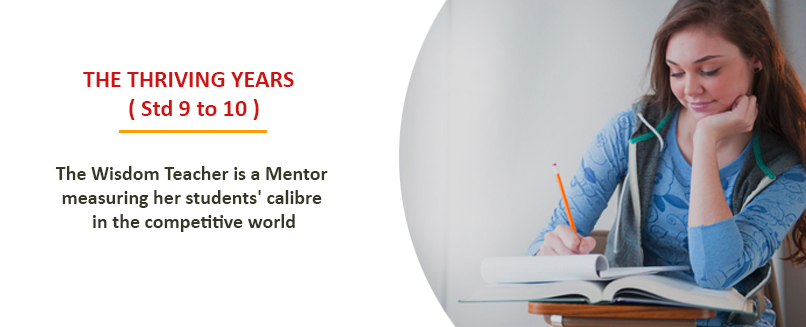 THE THRIVING YEARS
( Std 9 to 10 )
The Wisdom Teacher is a Mentor
measuring her students' calibre
in the competitive world